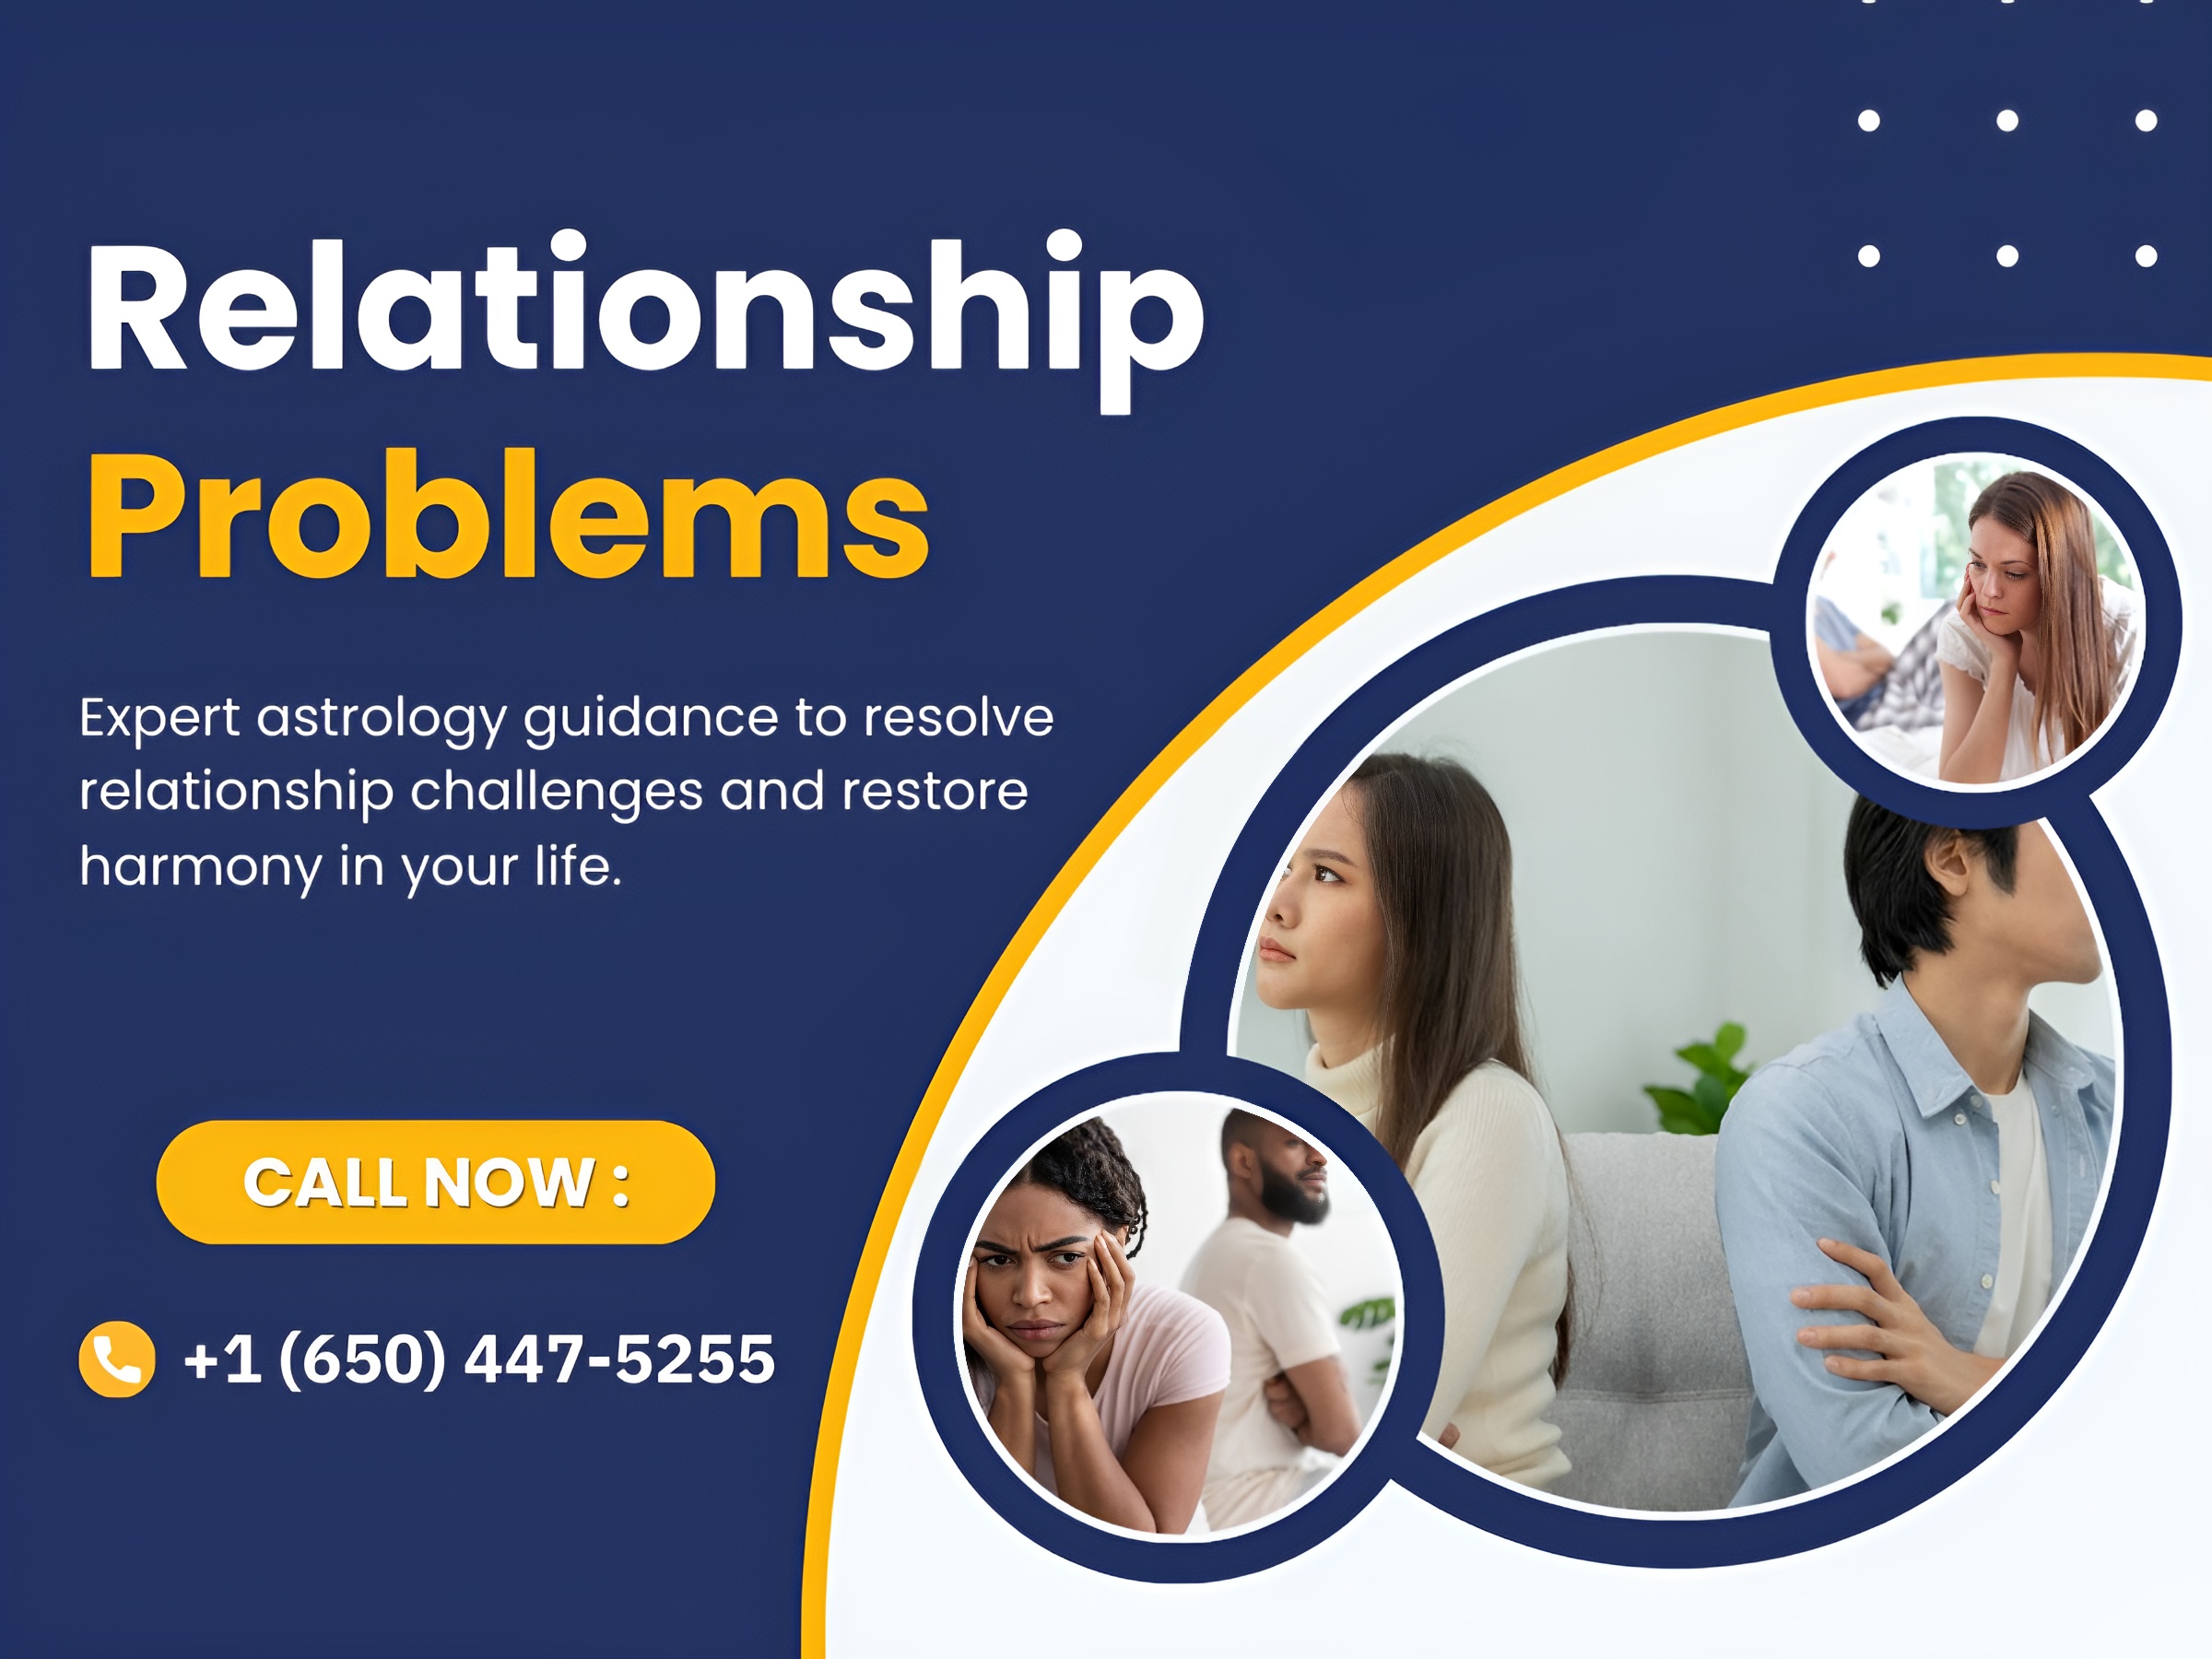 Relationship
Problems
Expert astrology guidance to resolve
relationship challenges and restore
harmony in your life.
CALL NOW :
+1 (650) 447-5255